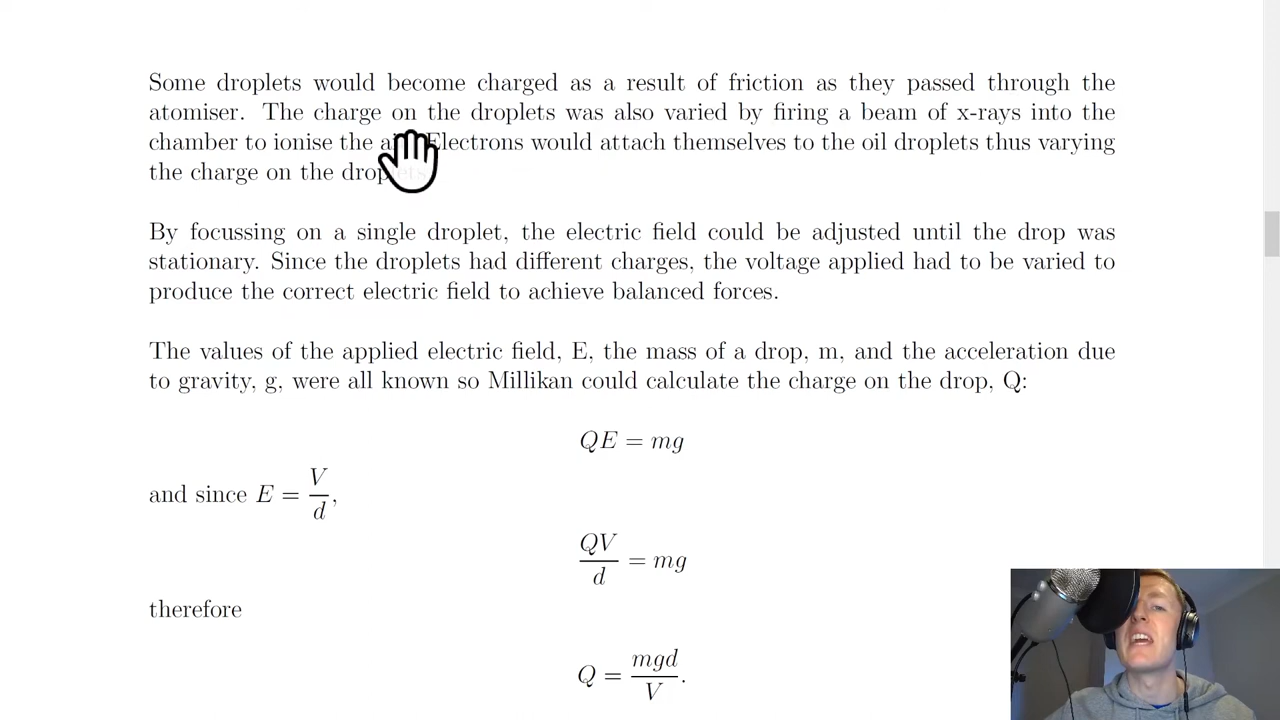 Some droplets would become charged as a result of friction as they passed through the
atomiser. The charge on the droplets was also varied by firing a beam of x-rays into the
chamber to ionise the Electrons would attach themselves to the oil droplets thus varying
the charge on the droplets
By focussing on a single droplet, the electric field could be adjusted until the drop was
stationary. Since the droplets had different charges, the voltage applied had to be varied to
produce the correct electric field to achieve balanced forces.
The values of the applied electric field, E, the mass of a drop, m, and the acceleration due
to gravity, g, were all known so Millikan could calculate the charge on the drop, Q:
QE = mg
and since E = V/d,
QV/d = mg
therefore
Q = mgd/V.